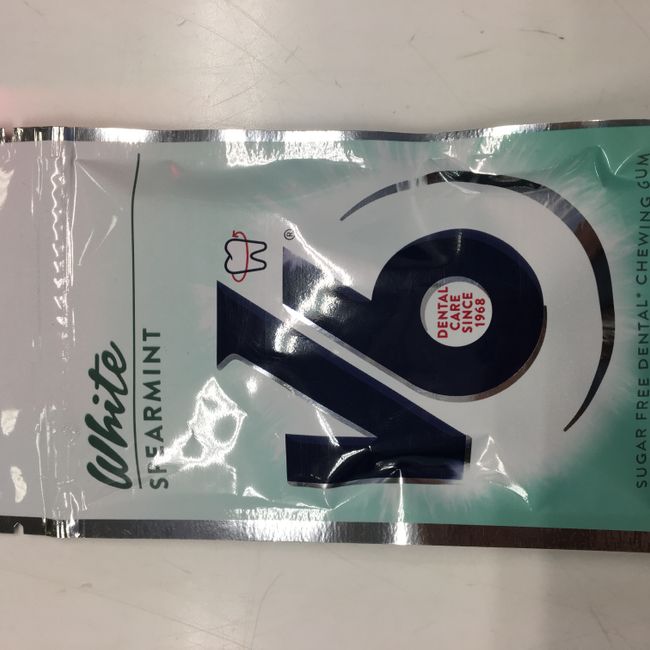 White
SPEARMINT
V6
®
DENTAL
CARE
SINCE
1968
SUGAR FREE DENTAL* CHEWING GUM